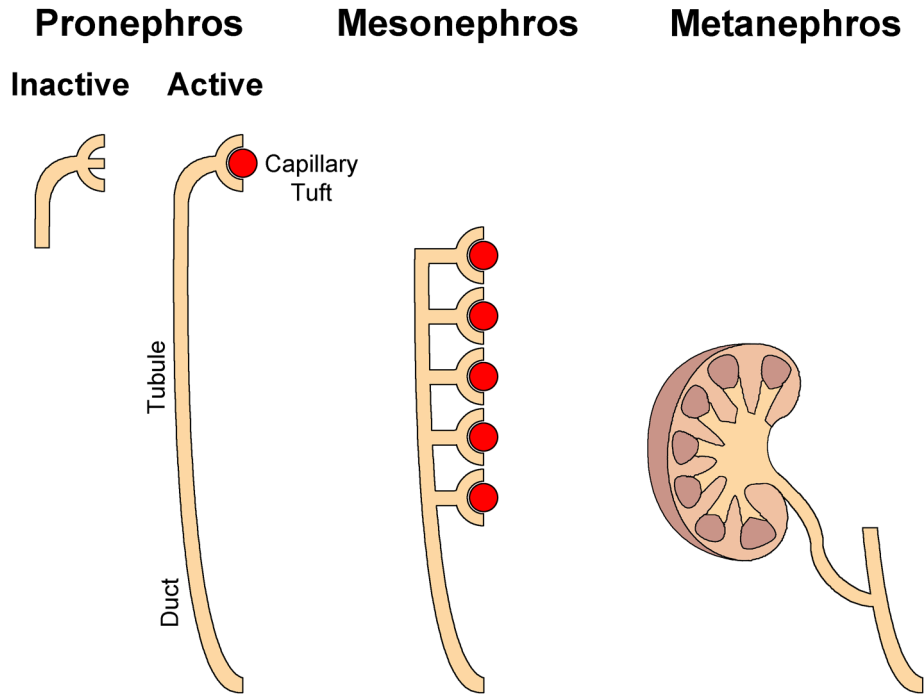 Pronephros
Mesonephros
Metanephros
Inactive
Active
Capillary
Tuft
Tubule
Duct